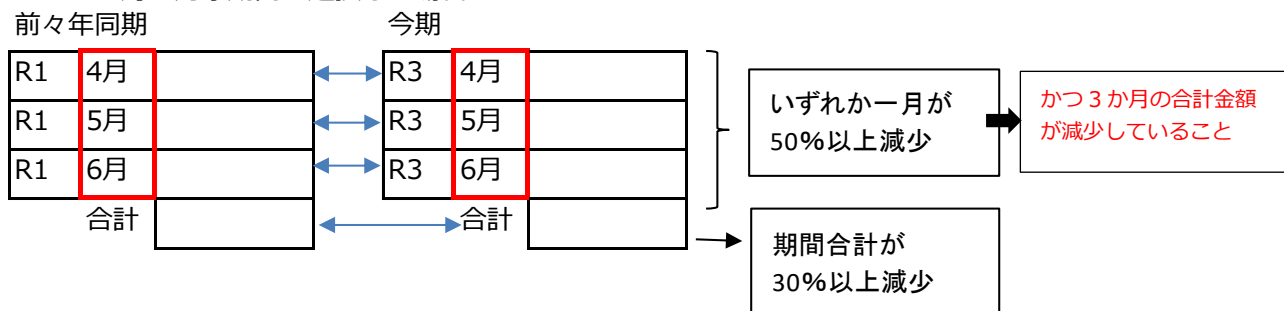 前々年同期
今期
R1 4月
R3 4月
R1 5月
R3 5月
R1 6月
R3 6月
合計
合計
いずれか一月が
50%以上減少
かつ3か月の合計金額
が減少していること
期間合計が
30%以上減少